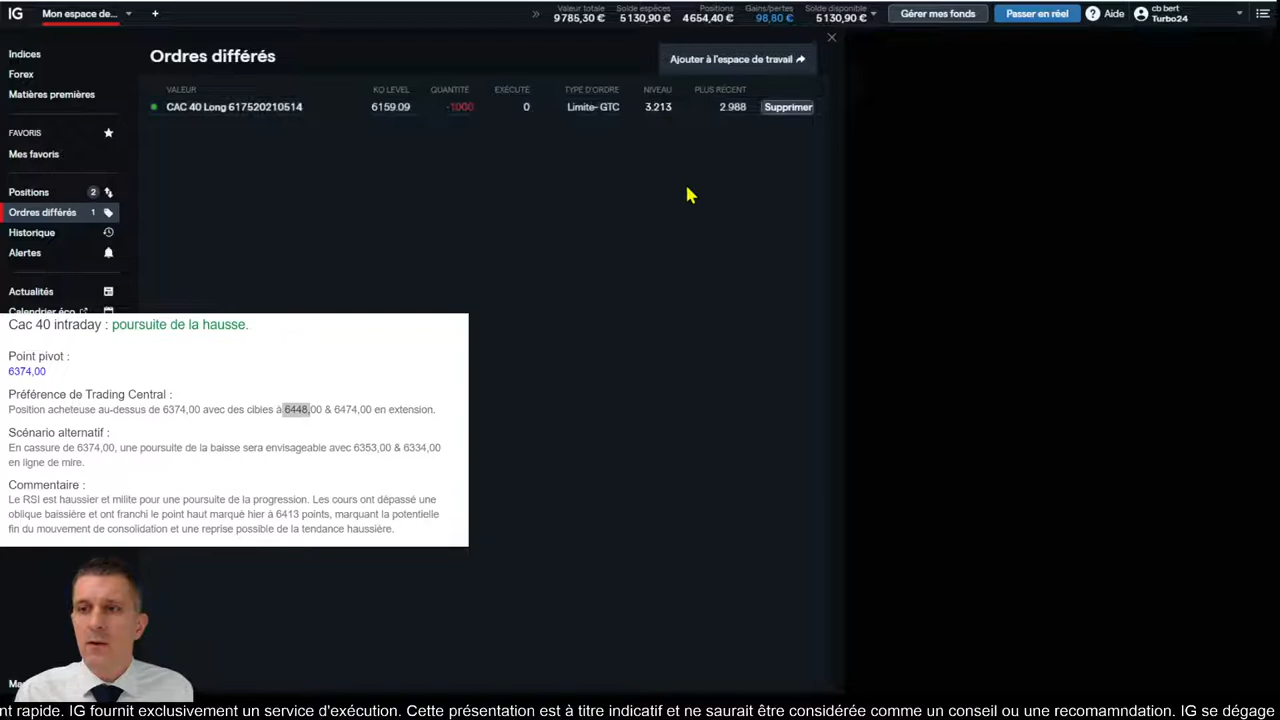 IG Mon espace de... +
Valeur totale Solde espèces Positions Gains/pertes Solde disponible
9 785,30 € 5 130,90 € 4 654,40 € 98,80 € 5 130,90 €
Gérer mes fonds Passer en réel ? Aide cb bert
Turbo24
Indices
Forex
Matières premières
FAVORIS
Mes favoris
Positions 2
Ordres différés 1
Historique
Alertes
Actualités
Calendrier éco.
Ordres différés
Ajouter à l'espace de travail
VALEUR KO LEVEL QUANTITÉ EXÉCUTÉ TYPE D'ORDRE NIVEAU PLUS RÉCENT
CAC 40 Long 617520210514 6159.09 -1000 0 Limite- GTC 3.213 2.988 Supprimer
Cac 40 intraday : poursuite de la hausse.
Point pivot :
6374,00
Préférence de Trading Central :
Position acheteuse au-dessus de 6374,00 avec des cibles à 6448,00 & 6474,00 en extension.
Scénario alternatif :
En cassure de 6374,00, une poursuite de la baisse sera envisageable avec 6353,00 & 6334,00
en ligne de mire.
Commentaire :
Le RSI est haussier et milite pour une poursuite de la progression. Les cours ont dépassé une
oblique baissière et ont franchi le point haut marqué hier à 6413 points, marquant la potentielle
fin du mouvement de consolidation et une reprise possible de la tendance haussière.
nt rapide. IG fournit exclusivement un service d'exécution. Cette présentation est à titre indicatif et ne saurait être considérée comme un conseil ou une recomamndation. IG se dégage